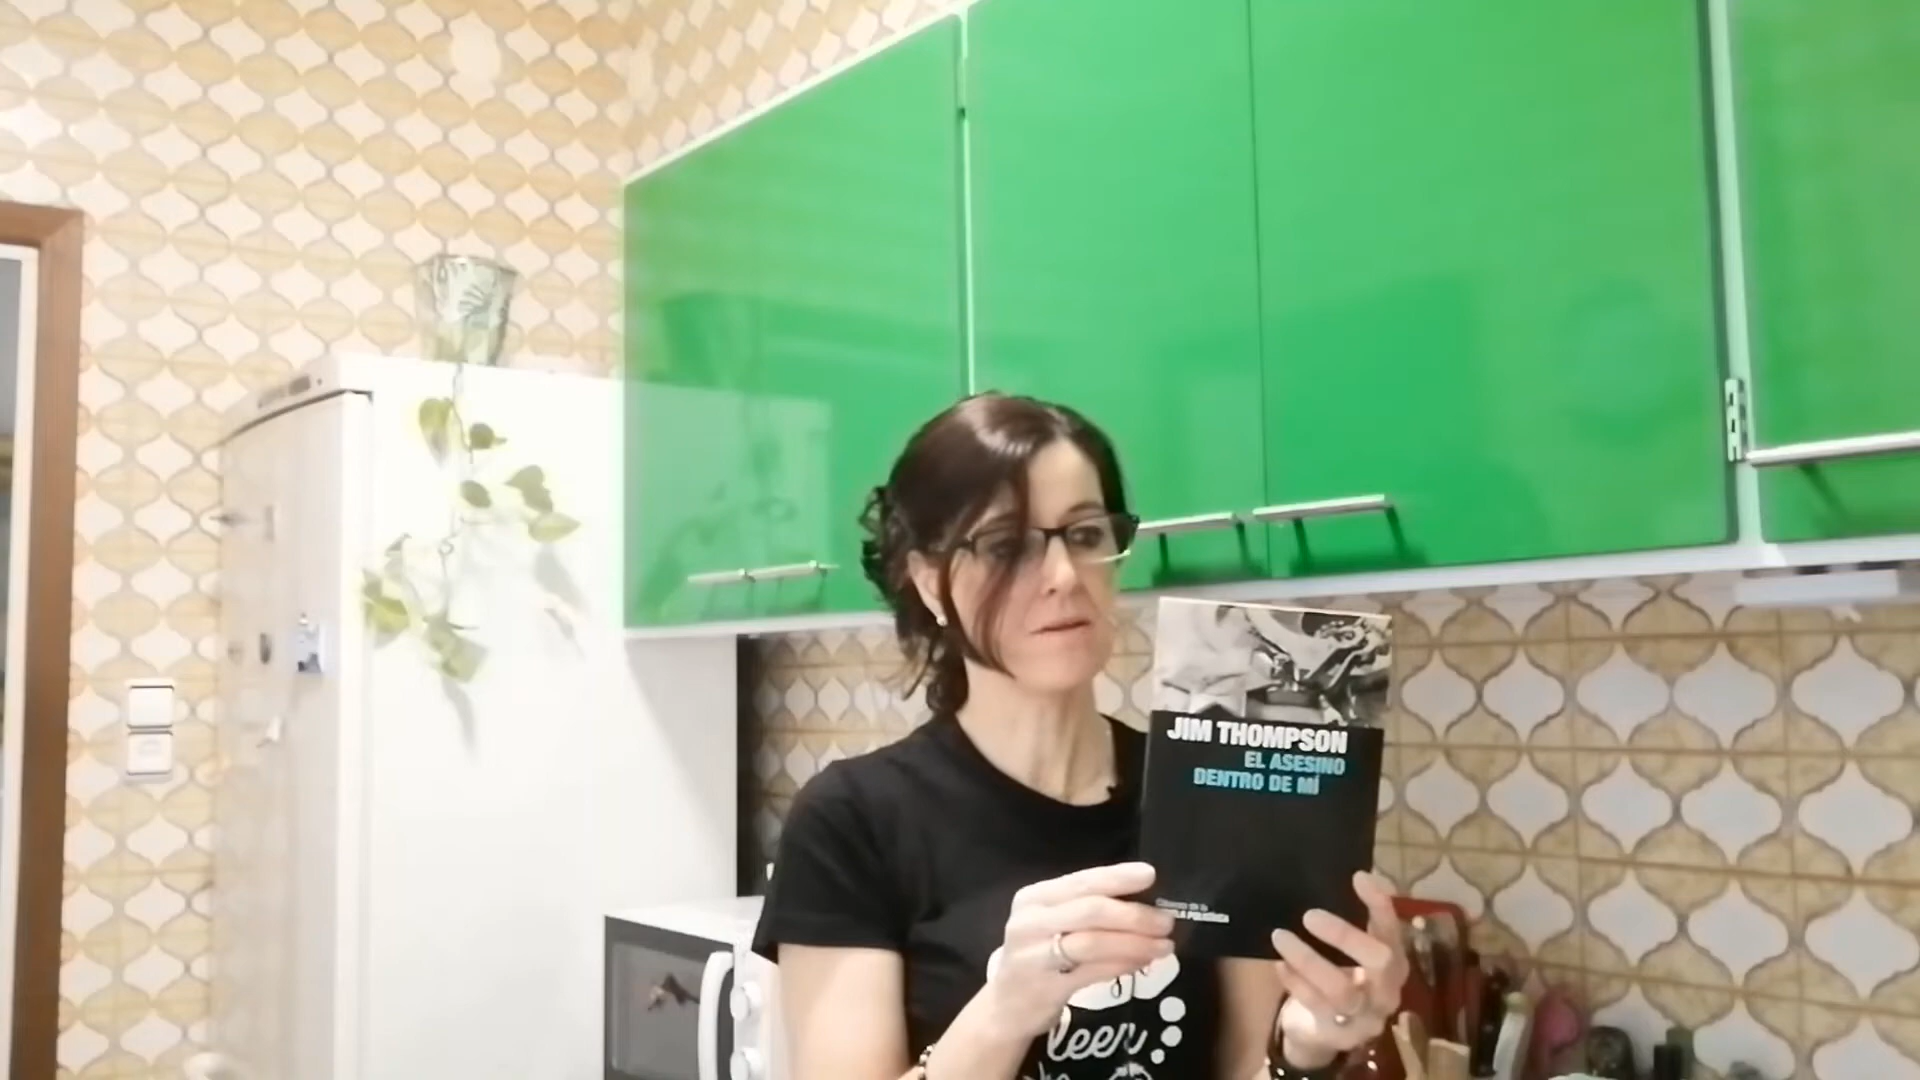 JIM THOMPSON
EL ASESINO
DENTRO DE MÍ
leer